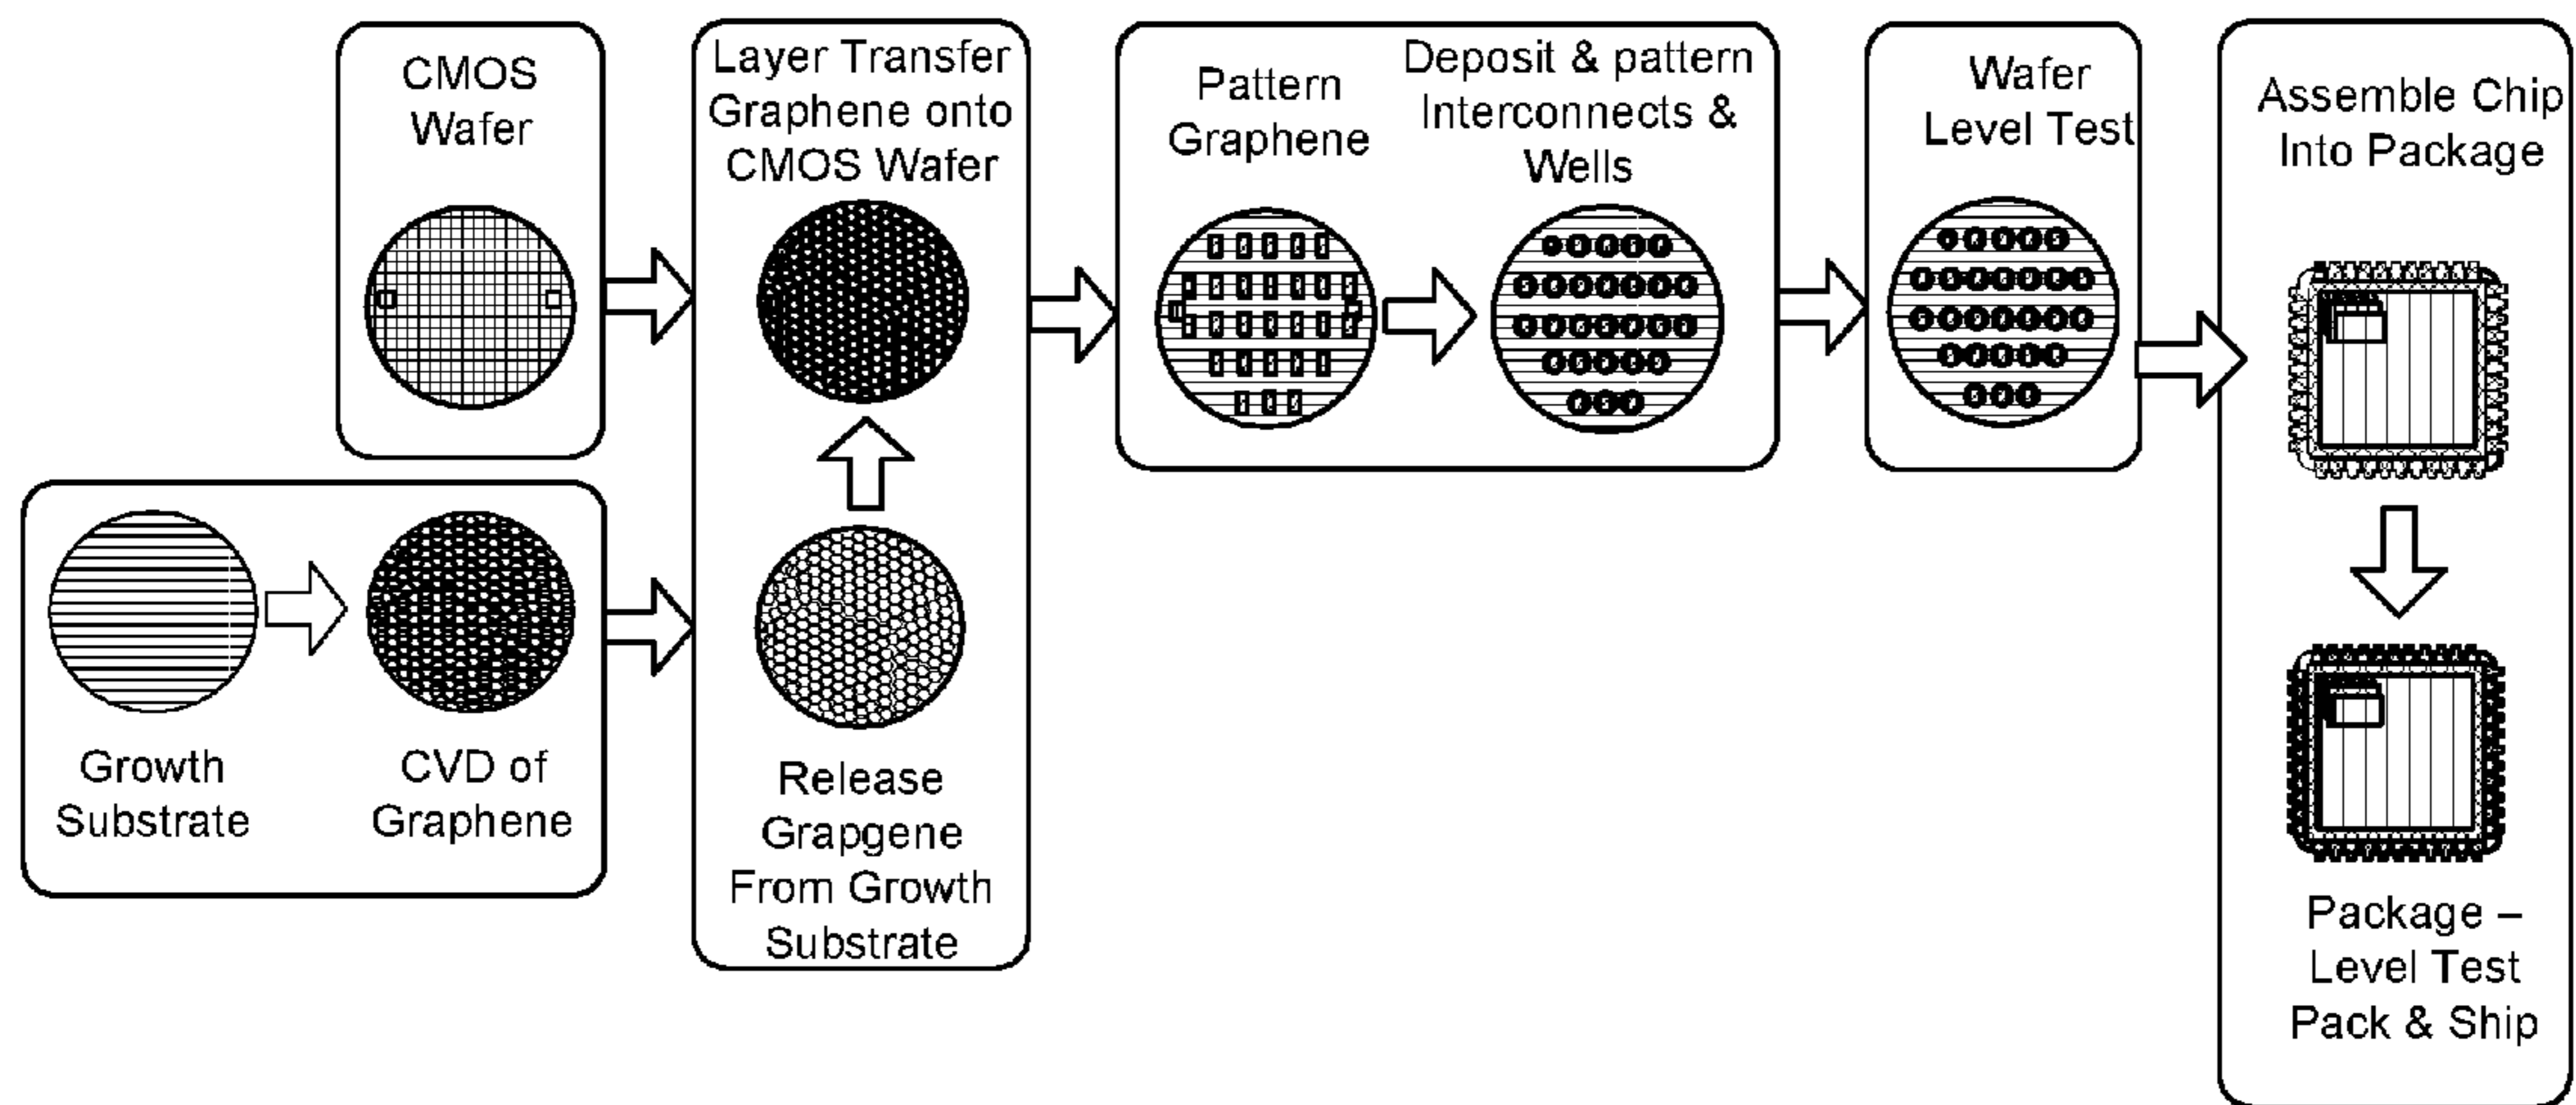 CMOS
Wafer
Layer Transfer
Graphene onto
CMOS Wafer
Pattern
Graphene
Deposit & pattern
Interconnects &
Wells
Wafer
Level Test
Assemble Chip
Into Package
Growth
Substrate
CVD of
Graphene
Release
Grapgene
From Growth
Substrate
Package –
Level Test
Pack & Ship